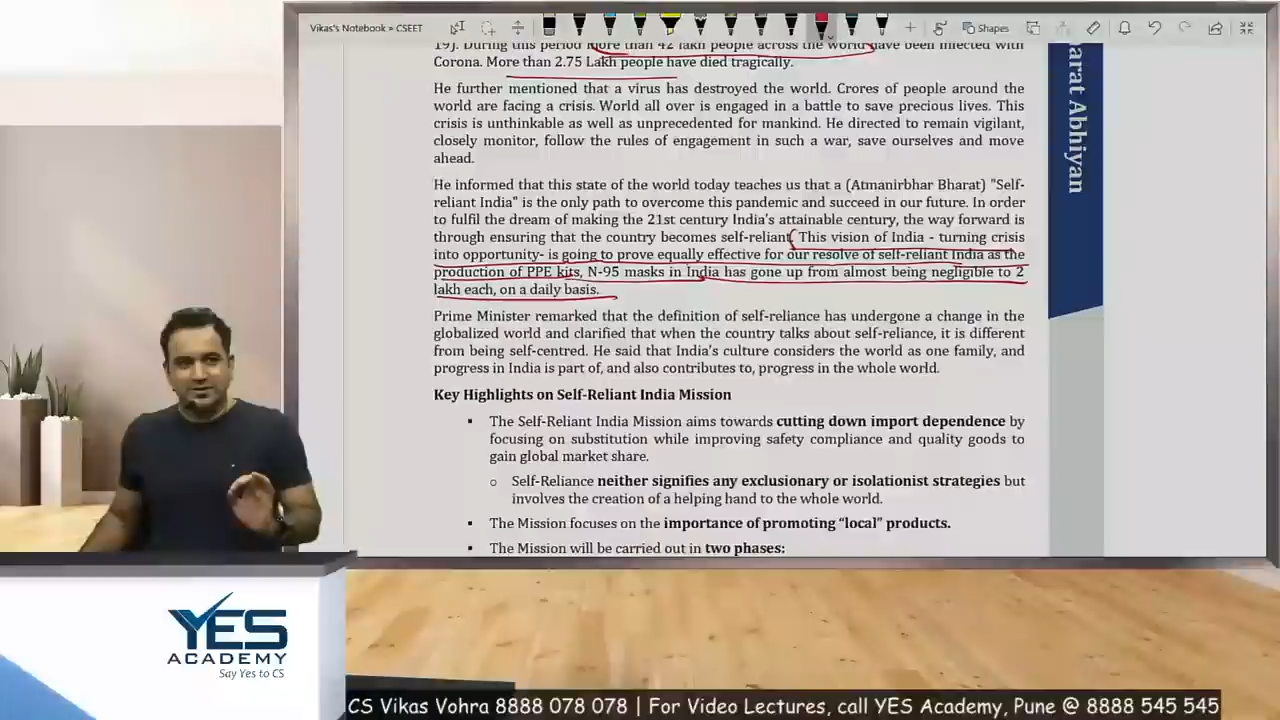 Vikas's Notebook » CSEET
Shapes
19). During this period more than 42 lakh people across the world have been infected with
Corona. More than 2.75 Lakh people have died tragically.
He further mentioned that a virus has destroyed the world. Crores of people around the
world are facing a crisis. World all over is engaged in a battle to save precious lives. This
crisis is unthinkable as well as unprecedented for mankind. He directed to remain vigilant,
closely monitor, follow the rules of engagement in such a war, save ourselves and move
ahead.
He informed that this state of the world today teaches us that a (Atmanirbhar Bharat) "Self-
reliant India" is the only path to overcome this pandemic and succeed in our future. In order
to fulfil the dream of making the 21st century India's attainable century, the way forward is
through ensuring that the country becomes self-reliant. This vision of India - turning crisis
into opportunity- is going to prove equally effective for our resolve of self-reliant India as the
production of PPE kits, N-95 masks in India has gone up from almost being negligible to 2
lakh each, on a daily basis.
Prime Minister remarked that the definition of self-reliance has undergone a change in the
globalized world and clarified that when the country talks about self-reliance, it is different
from being self-centred. He said that India's culture considers the world as one family, and
progress in India is part of, and also contributes to, progress in the whole world.
Key Highlights on Self-Reliant India Mission
▪ The Self-Reliant India Mission aims towards cutting down import dependence by
focusing on substitution while improving safety compliance and quality goods to
gain global market share.
o Self-Reliance neither signifies any exclusionary or isolationist strategies but
involves the creation of a helping hand to the whole world.
▪ The Mission focuses on the importance of promoting "local" products.
▪ The Mission will be carried out in two phases:
arat Abhiyan
YES
ACADEMY
Say Yes to CS
CS Vikas Vohra 8888 078 078 | For Video Lectures, call YES Academy, Pune @ 8888 545 545